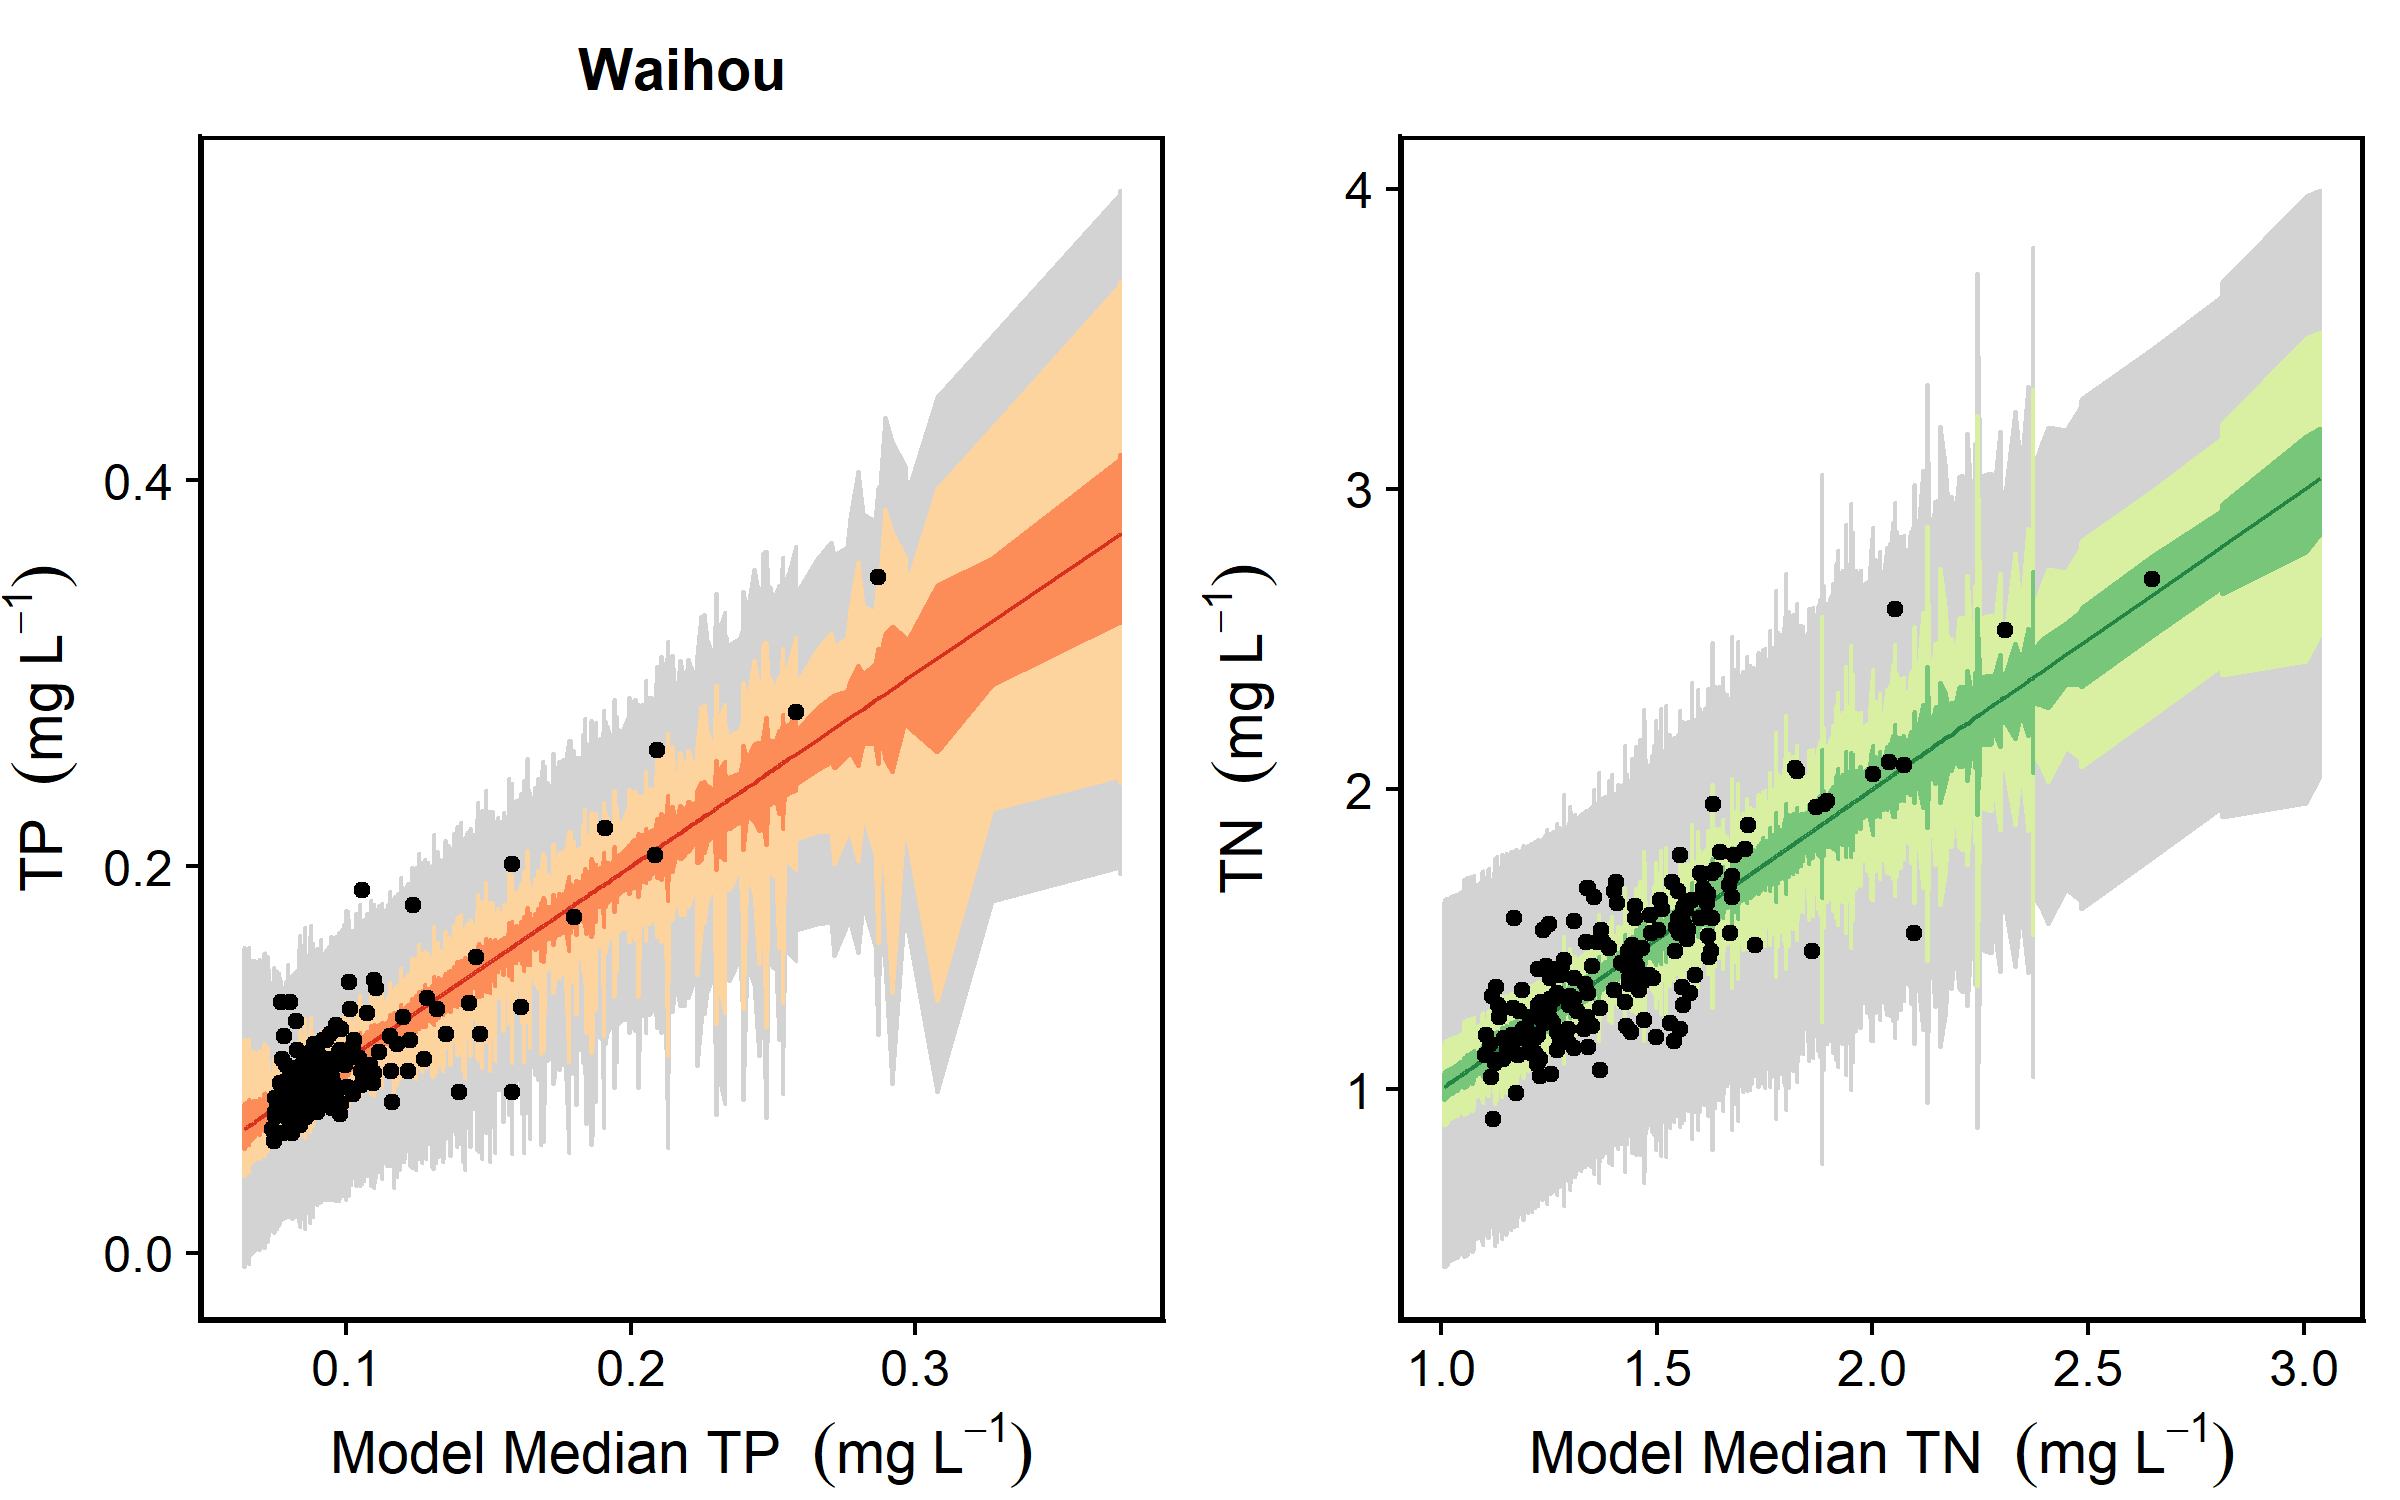 Waihou
TP (mg L⁻¹)
0.4
0.2
0.0
0.1 0.2 0.3
Model Median TP (mg L⁻¹)
TN (mg L⁻¹)
4
3
2
1
1.0 1.5 2.0 2.5 3.0
Model Median TN (mg L⁻¹)